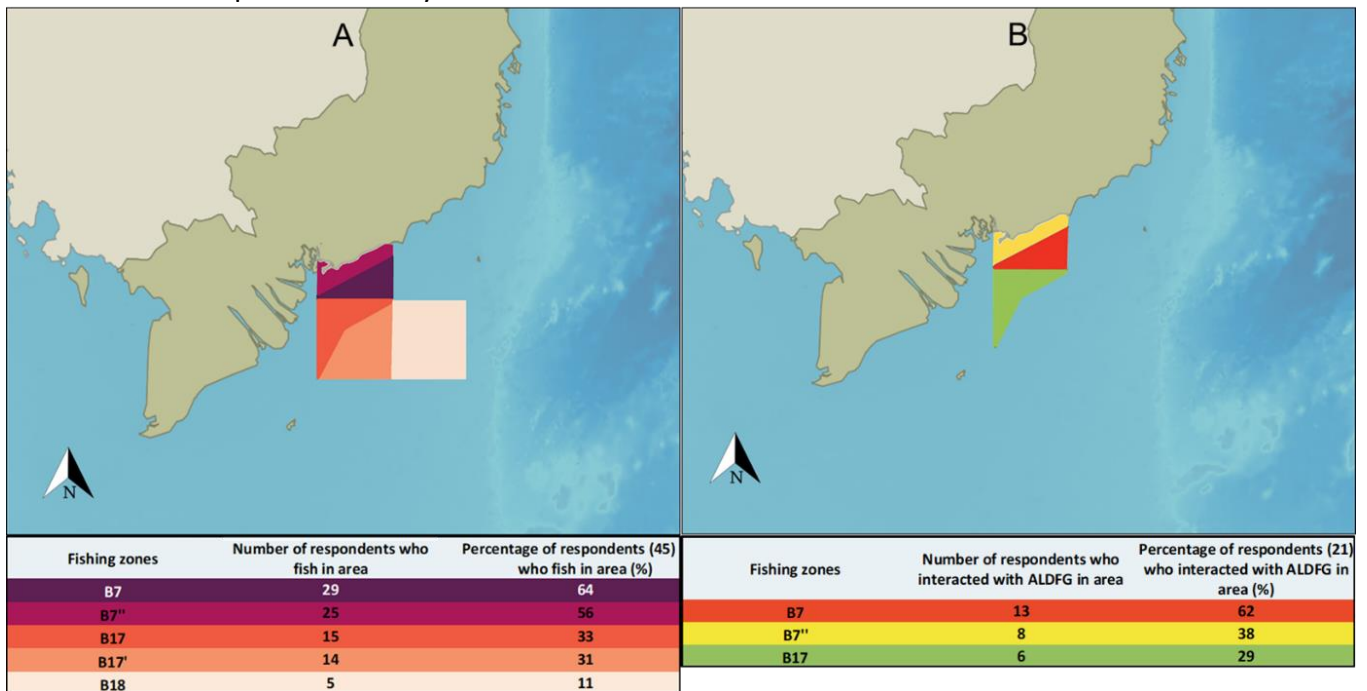 A
B
N
N
Fishing zones Number of respondents who fish in area Percentage of respondents (45) who fish in area (%)
B7 29 64
B7" 25 56
B17 15 33
B17' 14 31
B18 5 11
Fishing zones Number of respondents who interacted with ALDFG in area Percentage of respondents (21) who interacted with ALDFG in area (%)
B7 13 62
B7'' 8 38
B17 6 29